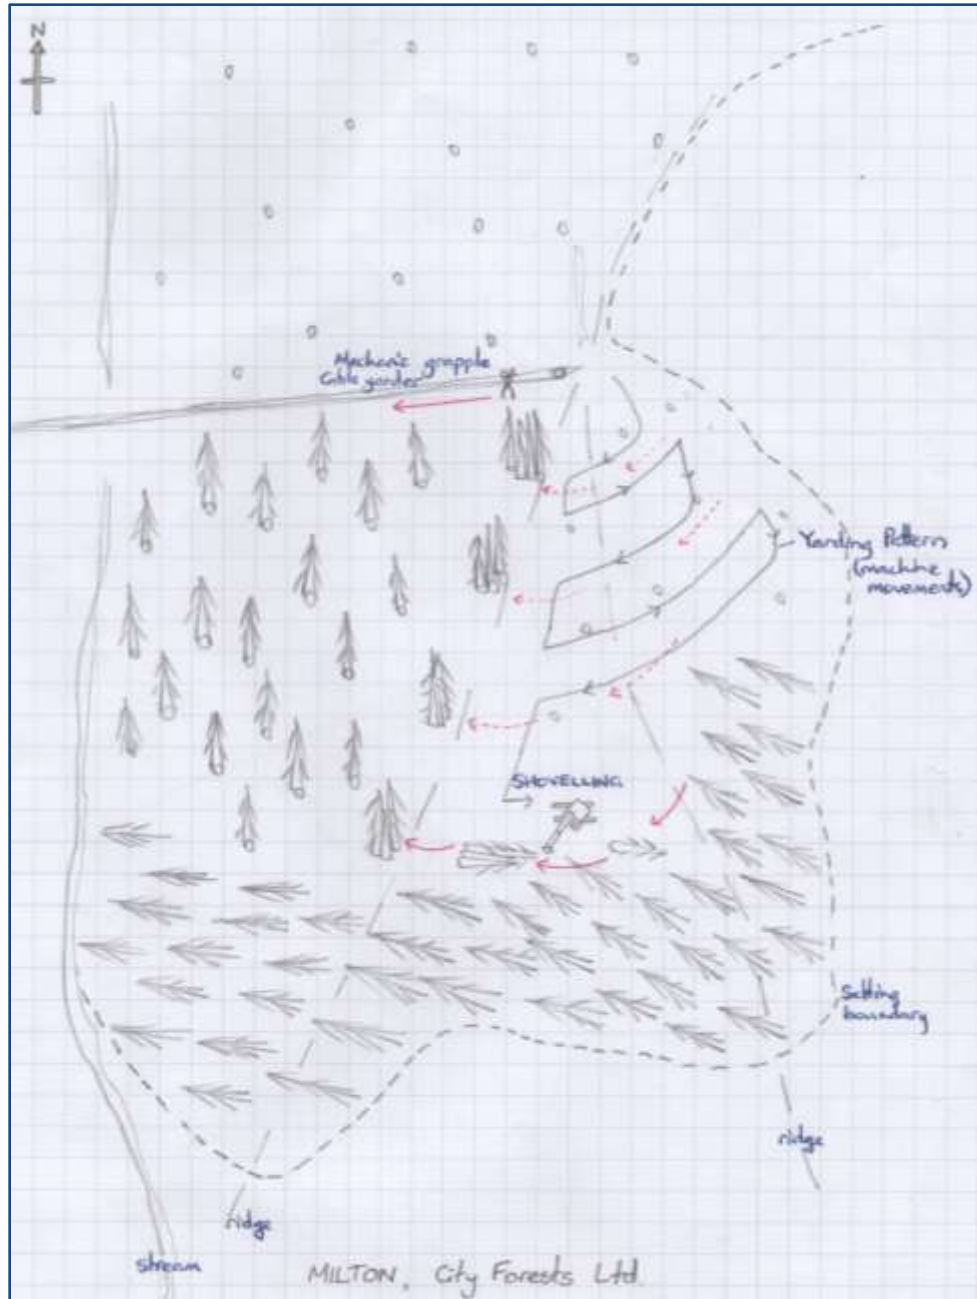 N
Mechanic grapple
Cable yarder
Yarding Pattern
(machine
movements)
SHOVELLING
Setting
boundary
ridge
ridge
stream
MILTON, City Forests Ltd.